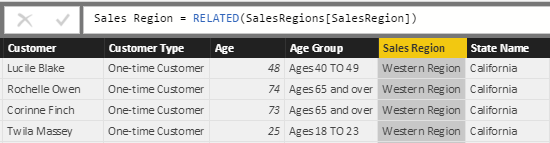 Sales Region = RELATED(SalesRegions[SalesRegion])
Customer Customer Type Age Age Group Sales Region State Name
Lucile Blake One-time Customer 48 Ages 40 TO 49 Western Region California
Rochelle Owen One-time Customer 74 Ages 65 and over Western Region California
Corinne Finch One-time Customer 73 Ages 65 and over Western Region California
Twila Massey One-time Customer 25 Ages 18 TO 23 Western Region California